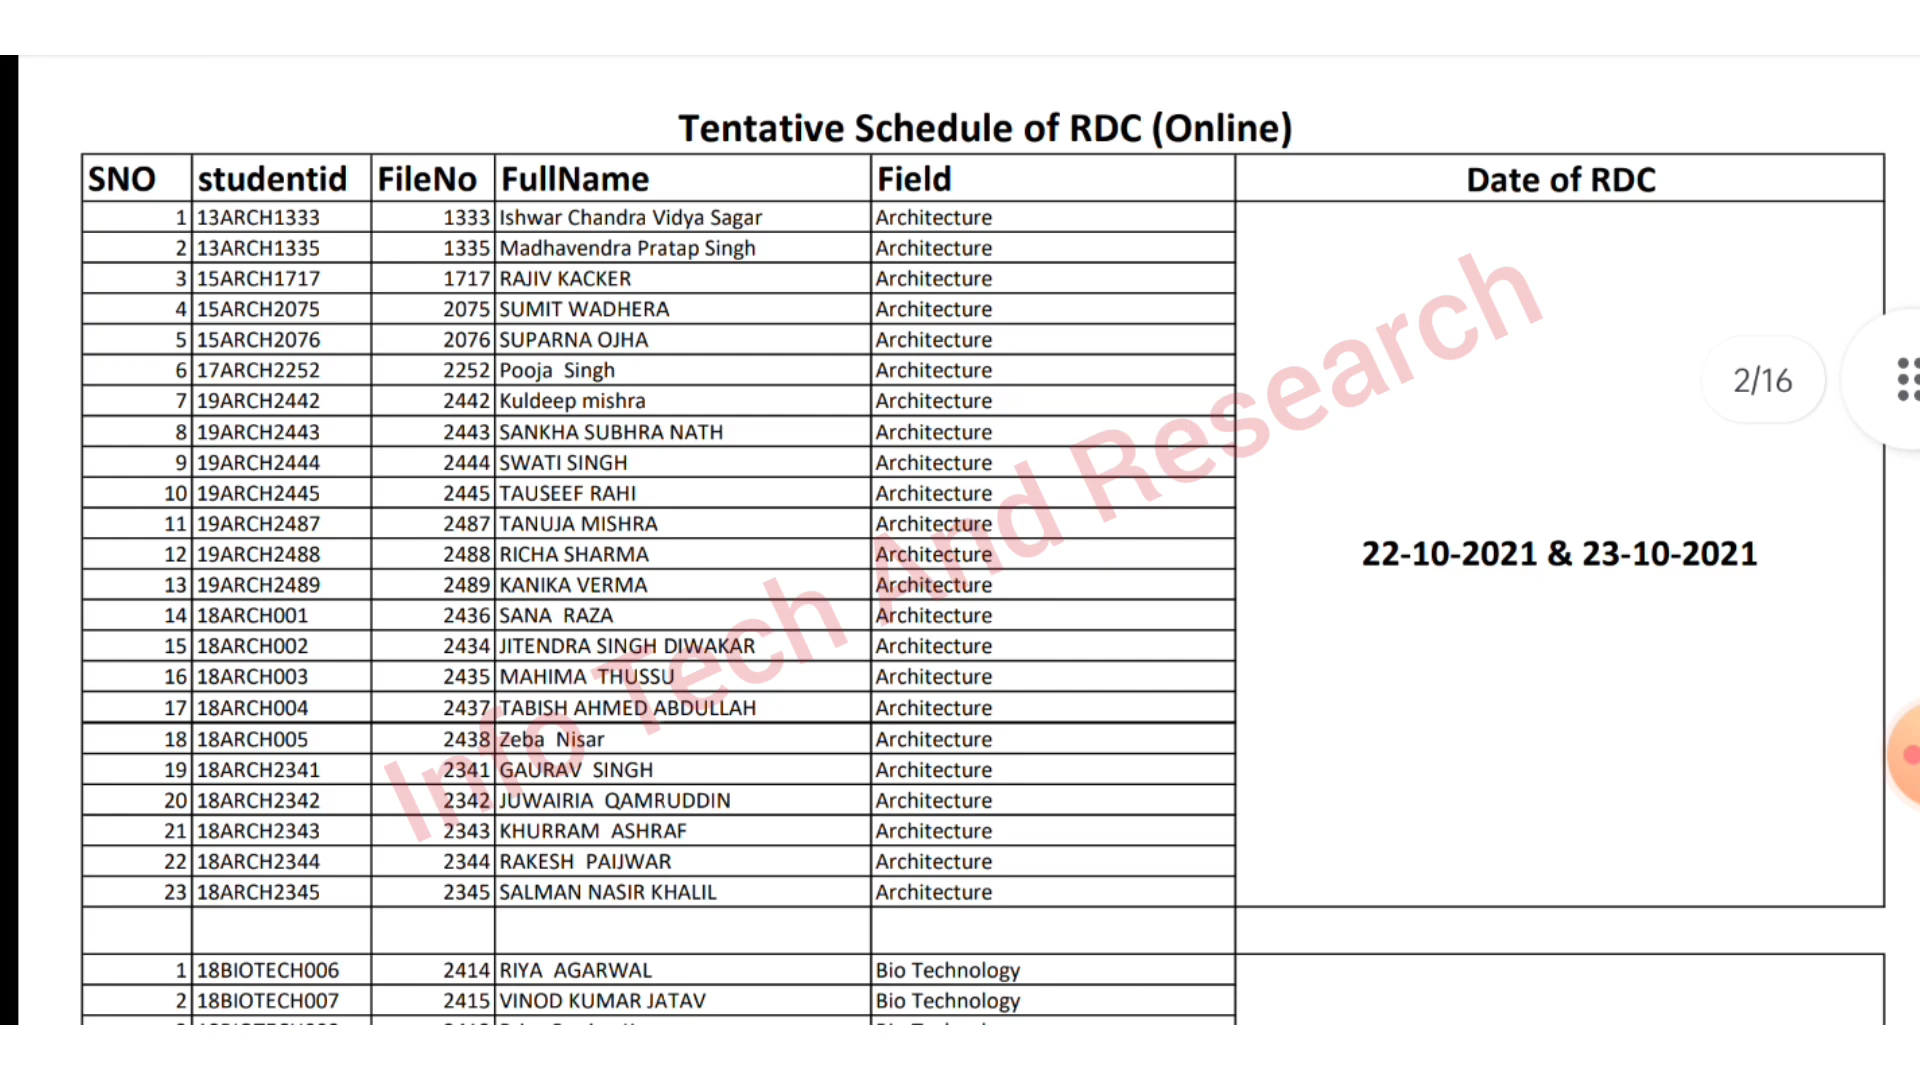 Tentative Schedule of RDC (Online)
SNO studentid FileNo FullName Field Date of RDC
1 13ARCH1333 1333 Ishwar Chandra Vidya Sagar Architecture
2 13ARCH1335 1335 Madhavendra Pratap Singh Architecture
3 15ARCH1717 1717 RAJIV KACKER Architecture
4 15ARCH2075 2075 SUMIT WADHERA Architecture
5 15ARCH2076 2076 SUPARNA OJHA Architecture
6 17ARCH2252 2252 Pooja Singh Architecture
2/16
7 19ARCH2442 2442 Kuldeep mishra Architecture
8 19ARCH2443 2443 SANKHA SUBHRA NATH Architecture
9 19ARCH2444 2444 SWATI SINGH Architecture
10 19ARCH2445 2445 TAUSEEF RAHI Architecture
11 19ARCH2487 2487 TANUJA MISHRA Architecture
12 19ARCH2488 2488 RICHA SHARMA Architecture 22-10-2021 & 23-10-2021
13 19ARCH2489 2489 KANIKA VERMA Architecture
14 18ARCH001 2436 SANA RAZA Architecture
15 18ARCH002 2434 JITENDRA SINGH DIWAKAR Architecture
16 18ARCH003 2435 MAHIMA THUSSU Architecture
17 18ARCH004 2437 TABISH AHMED ABDULLAH Architecture
18 18ARCH005 2438 Zeba Nisar Architecture
19 18ARCH2341 2341 GAURAV SINGH Architecture
20 18ARCH2342 2342 JUWAIRIA QAMRUDDIN Architecture
21 18ARCH2343 2343 KHURRAM ASHRAF Architecture
22 18ARCH2344 2344 RAKESH PAIJWAR Architecture
23 18ARCH2345 2345 SALMAN NASIR KHALIL Architecture
1 18BIOTECH006 2414 RIYA AGARWAL Bio Technology
2 18BIOTECH007 2415 VINOD KUMAR JATAV Bio Technology
Info Tech And Research